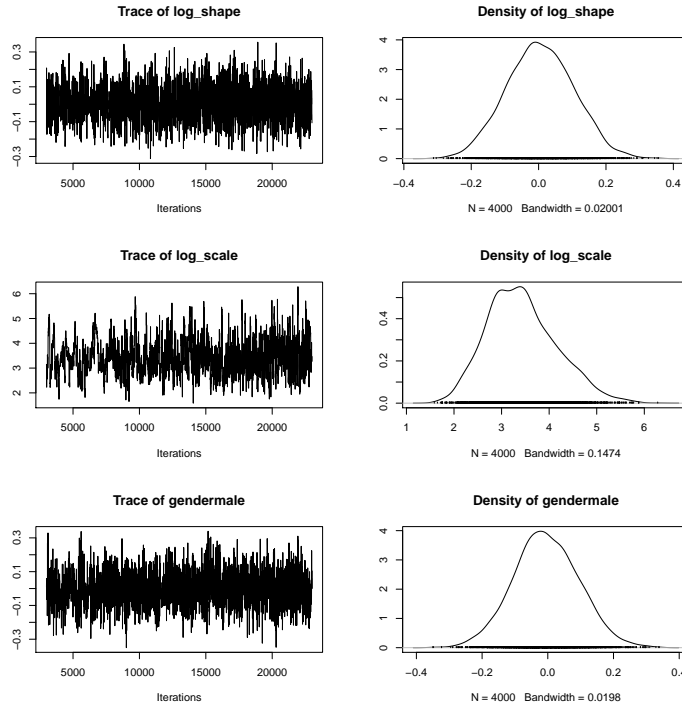 Trace of log_shape
Density of log_shape
0.3
0.1
−0.1
−0.3
5000 10000 15000 20000
Iterations
4
3
2
1
0
−0.4 −0.2 0.0 0.2 0.4
N = 4000 Bandwidth = 0.02001
Trace of log_scale
Density of log_scale
6
5
4
3
2
5000 10000 15000 20000
Iterations
0.4
0.2
0.0
1 2 3 4 5 6
N = 4000 Bandwidth = 0.1474
Trace of gendermale
Density of gendermale
0.3
0.1
−0.1
−0.3
5000 10000 15000 20000
Iterations
4
3
2
1
0
−0.4 −0.2 0.0 0.2 0.4
N = 4000 Bandwidth = 0.0198